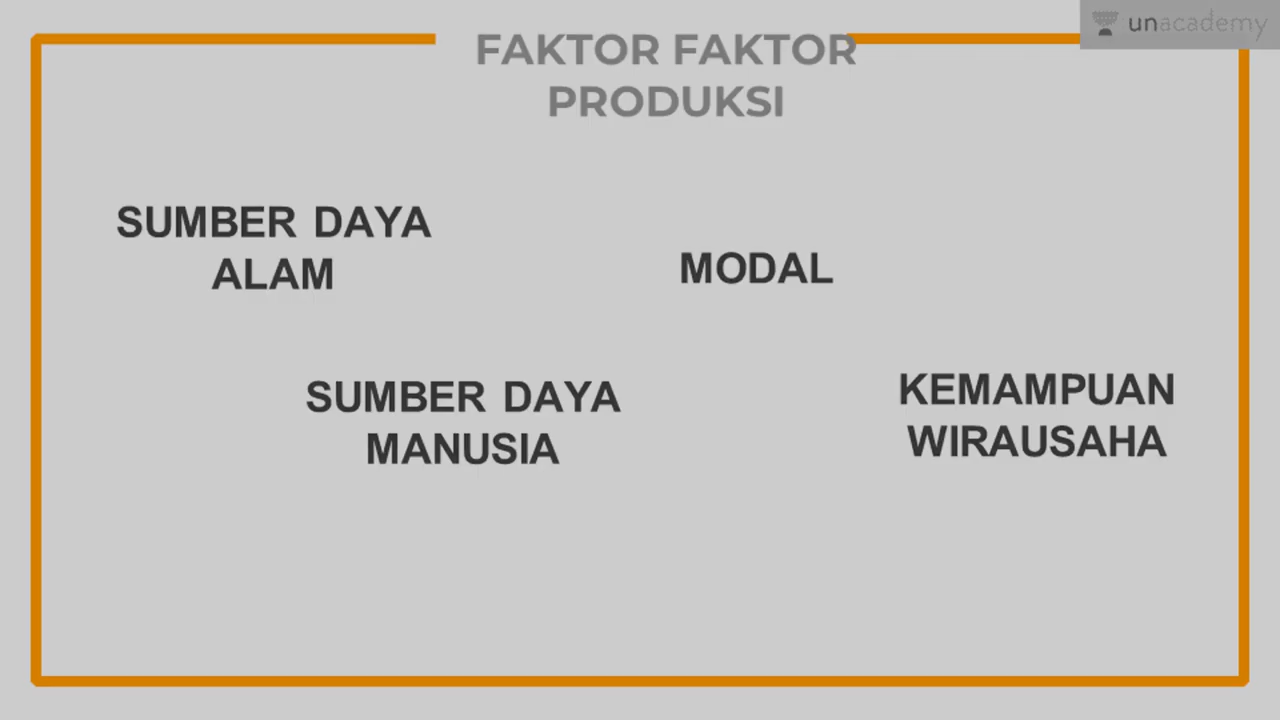 unacademy
FAKTOR FAKTOR
PRODUKSI
SUMBER DAYA
ALAM
MODAL
SUMBER DAYA
MANUSIA
KEMAMPUAN
WIRAUSAHA